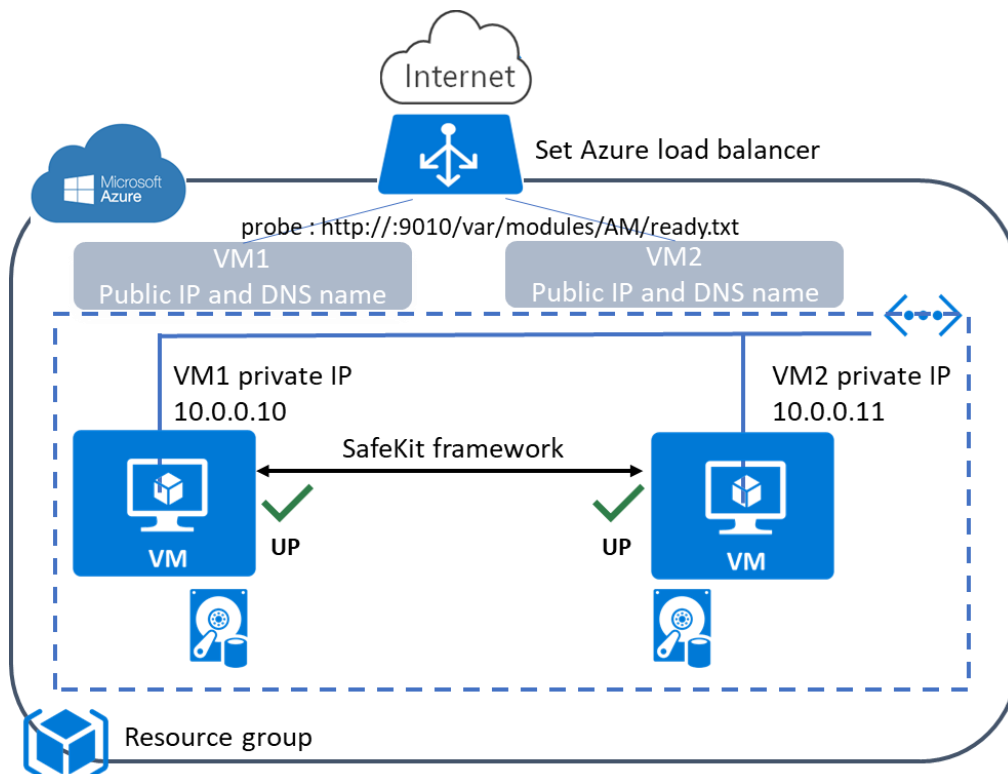 Internet
Set Azure load balancer
Microsoft
Azure
probe : http://:9010/var/modules/AM/ready.txt
VM1
Public IP and DNS name
VM2
Public IP and DNS name
VM1 private IP
10.0.0.10
VM2 private IP
10.0.0.11
SafeKit framework
VM
UP
UP
VM
Resource group